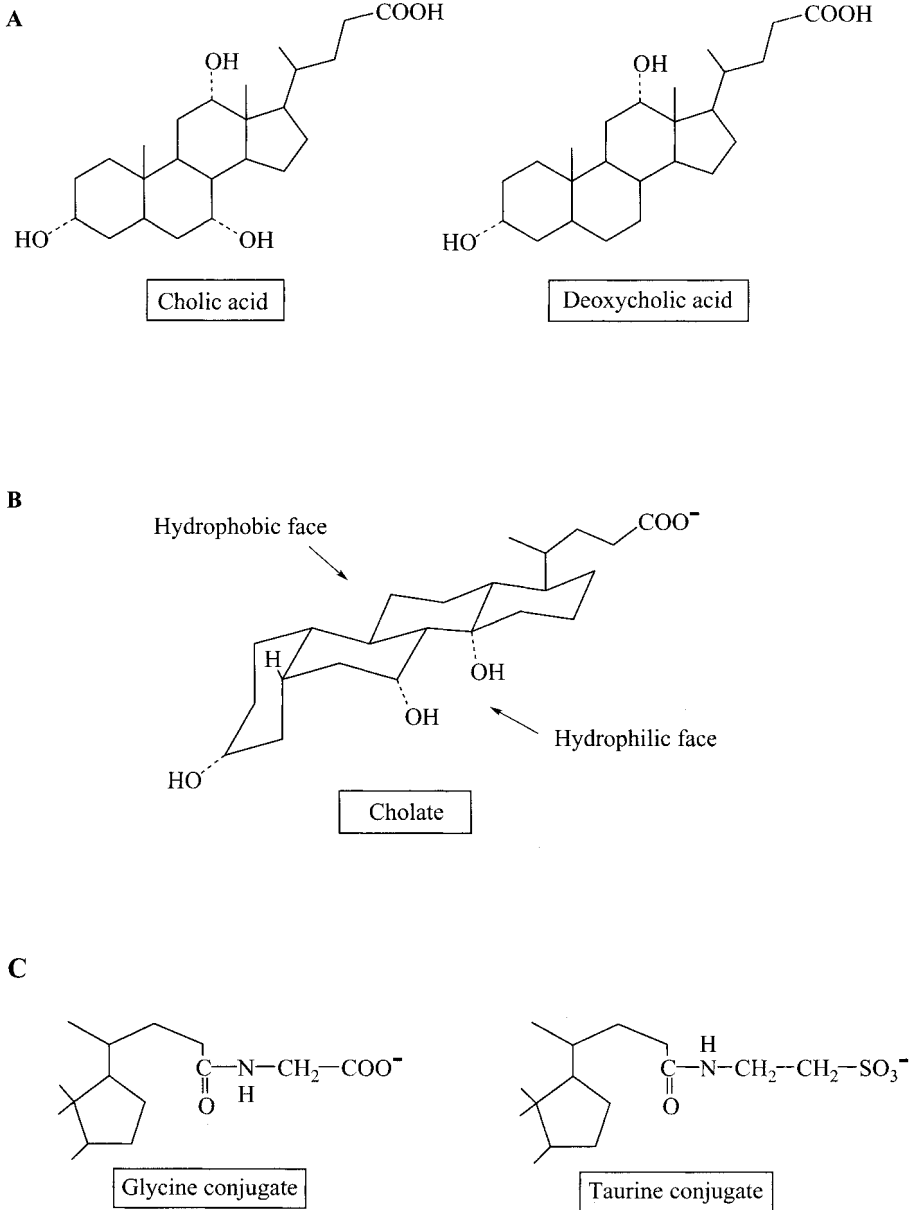 A
COOH
OH
HO
OH
Cholic acid
COOH
OH
HO
Deoxycholic acid
B
Hydrophobic face
COO⁻
H
OH
OH
Hydrophilic face
HO
Cholate
C
C–N–CH₂–COO⁻
H
O
Glycine conjugate
H
C–N–CH₂–CH₂–SO₃⁻
O
Taurine conjugate